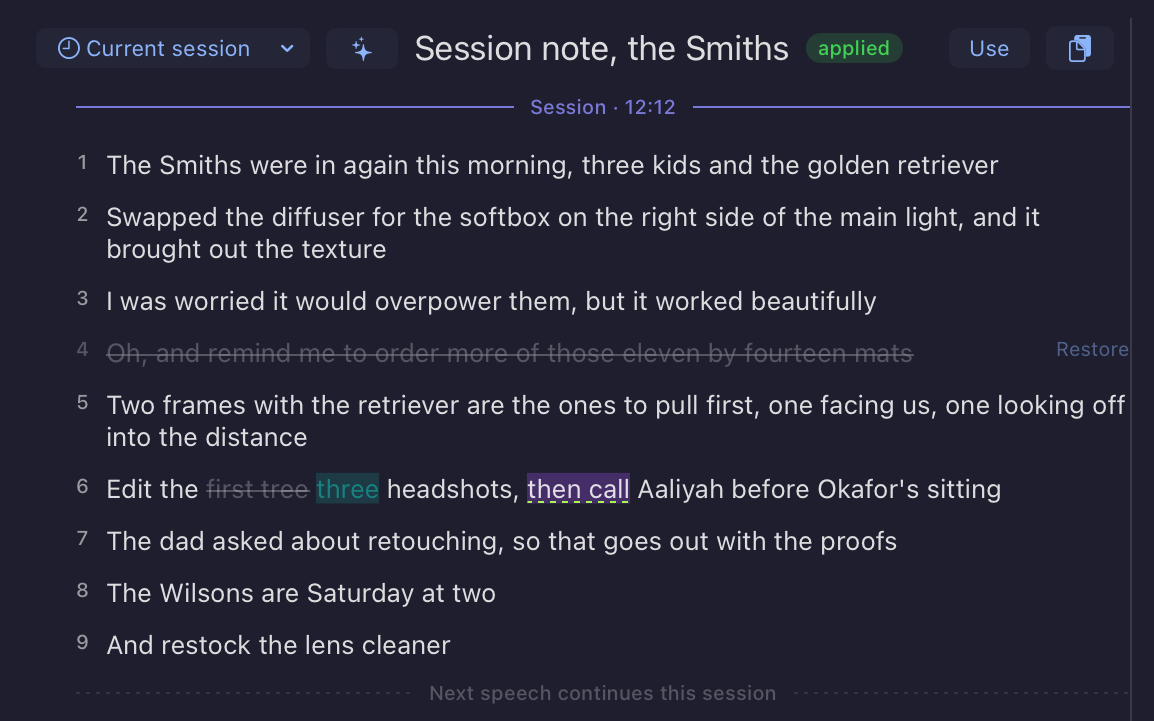 Current session
Session note, the Smiths
applied
Use
Session · 12:12
1 The Smiths were in again this morning, three kids and the golden retriever
2 Swapped the diffuser for the softbox on the right side of the main light, and it
brought out the texture
3 I was worried it would overpower them, but it worked beautifully
4 Oh, and remind me to order more of those eleven by fourteen mats
Restore
5 Two frames with the retriever are the ones to pull first, one facing us, one looking off
into the distance
6 Edit the first tree three headshots, then call Aaliyah before Okafor's sitting
7 The dad asked about retouching, so that goes out with the proofs
8 The Wilsons are Saturday at two
9 And restock the lens cleaner
Next speech continues this session